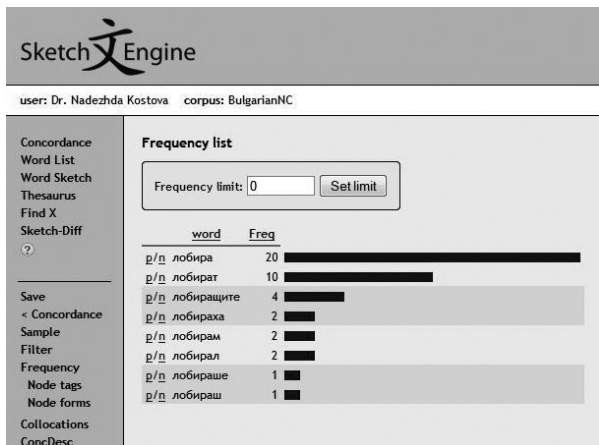 Sketch 文 Engine
user: Dr. Nadezhda Kostova corpus: BulgarianNC
Concordance
Word List
Word Sketch
Thesaurus
Find X
Sketch-Diff
?
Save
< Concordance
Sample
Filter
Frequency
Node tags
Node forms
Collocations
ConcDesc
Frequency list
Frequency limit: 0 Set limit
word Freq
p/n лобира 20
p/n лобират 10
p/n лобиращите 4
p/n лобираха 2
p/n лобирам 2
p/n лобирал 2
p/n лобираше 1
p/n лобираш 1